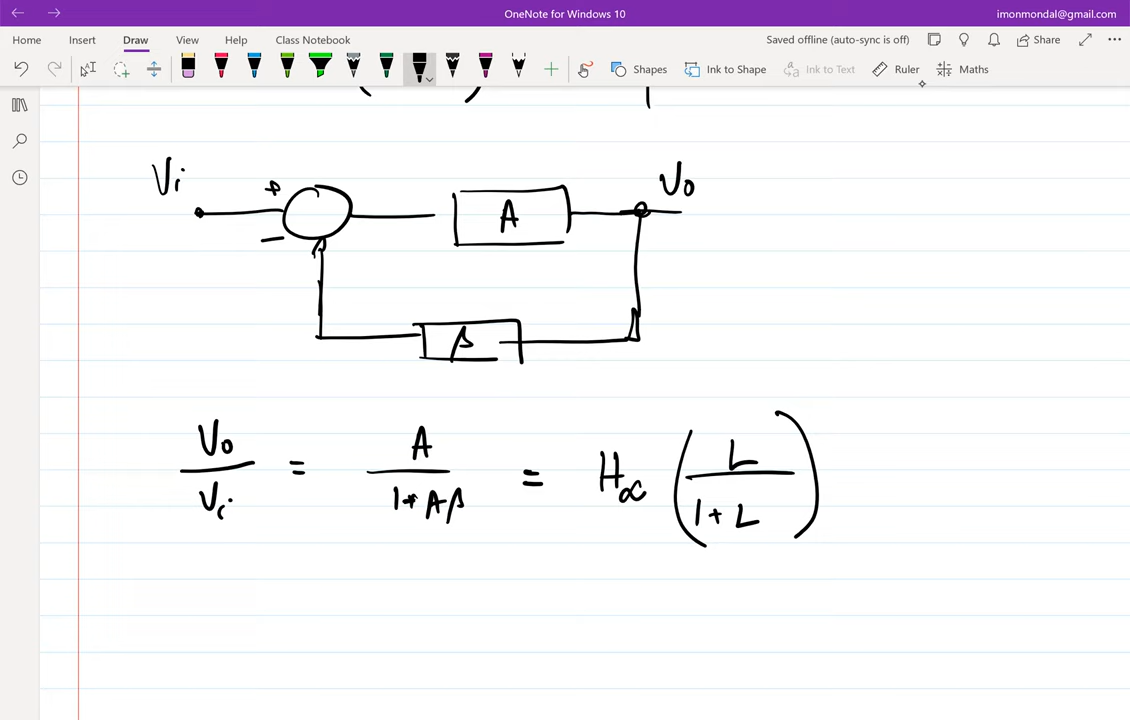 OneNote for Windows 10
imonmondal@gmail.com
Home Insert Draw View Help Class Notebook
Saved offline (auto-sync is off) Share
Shapes Ink to Shape Ink to Text Ruler Maths
Vi + A Vo
−
β
Vo/Vi = A/(1+Aβ) = H∞ (L/(1+L))